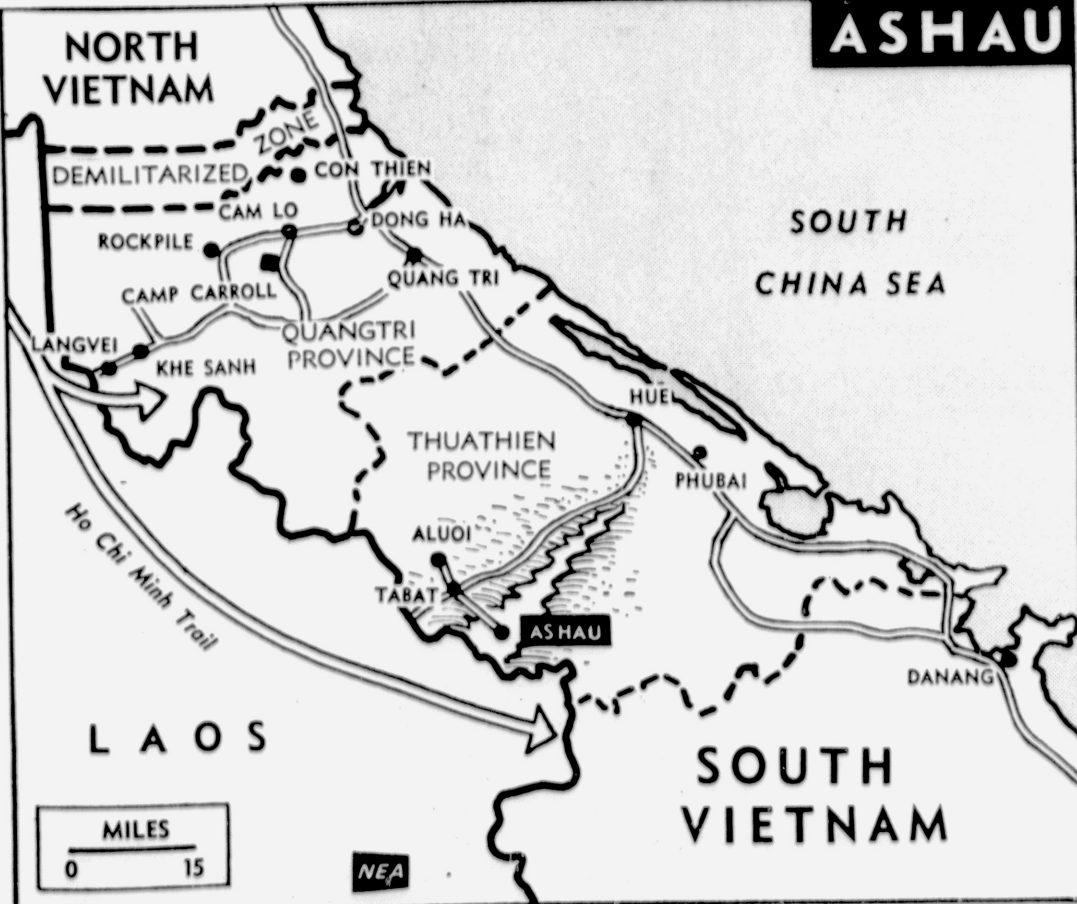 ASHAU
NORTH
VIETNAM
ZONE
DEMILITARIZED
CON THIEN
CAM LO
DONG HA
ROCKPILE
QUANG TRI
CAMP CARROLL
LANGVEI
QUANGTRI
PROVINCE
KHE SANH
SOUTH
CHINA SEA
HUE
THUATHIEN
PROVINCE
PHUBAI
Ho Chi Minh Trail
ALUOI
TABAT
ASHAU
DANANG
LAOS
SOUTH
VIETNAM
MILES
0 15
NEA